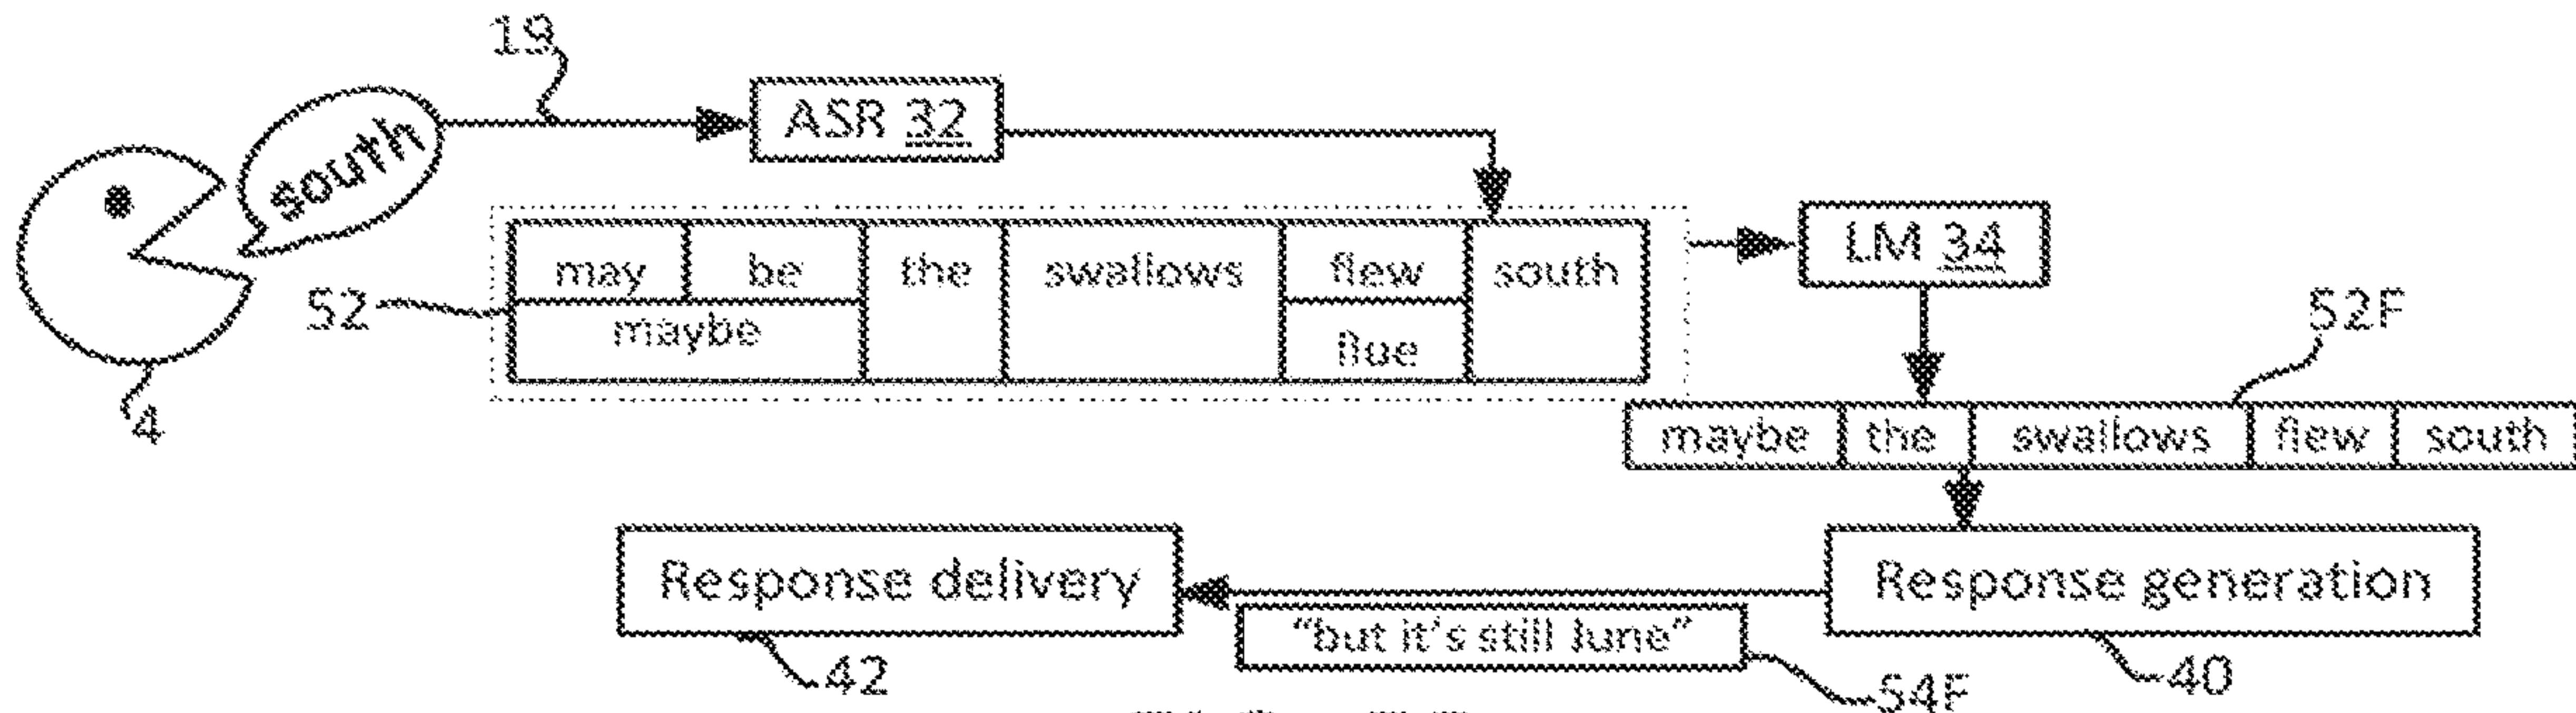 19
south
ASR 32
may be the swallows flew south
LM 34
52
maybe
flue
52F
4
maybe the swallows flew south
Response delivery
Response generation
"but it's still June"
42
54F
40